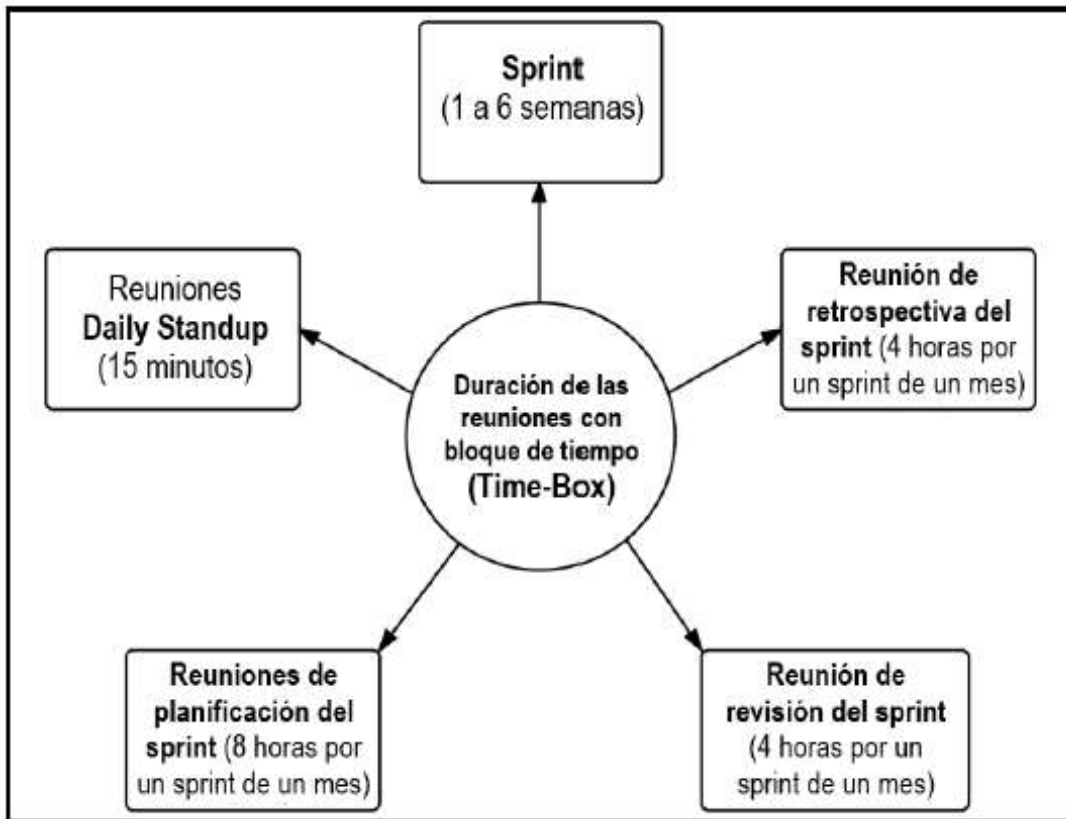 Sprint
(1 a 6 semanas)
Reuniones
Daily Standup
(15 minutos)
Reunión de
retrospectiva del
sprint (4 horas por
un sprint de un mes)
Duración de las
reuniones con
bloque de tiempo
(Time-Box)
Reuniones de
planificación del
sprint (8 horas por
un sprint de un mes)
Reunión de
revisión del sprint
(4 horas por un
sprint de un mes)